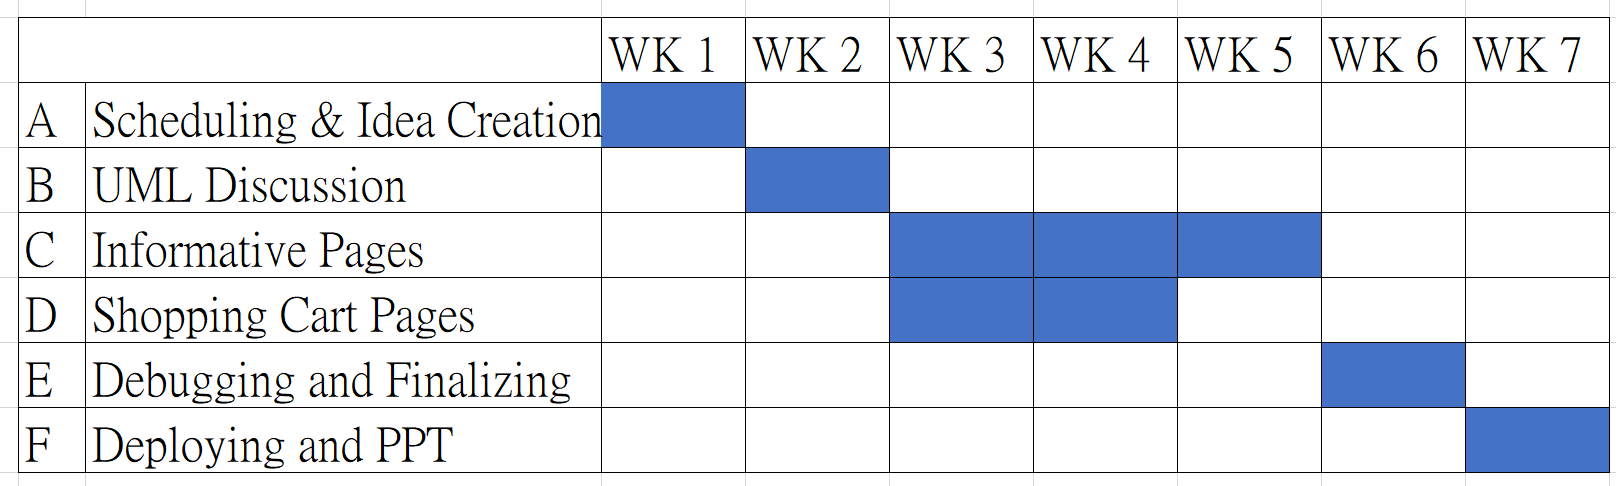 WK 1 WK 2 WK 3 WK 4 WK 5 WK 6 WK 7
A Scheduling & Idea Creation
B UML Discussion
C Informative Pages
D Shopping Cart Pages
E Debugging and Finalizing
F Deploying and PPT